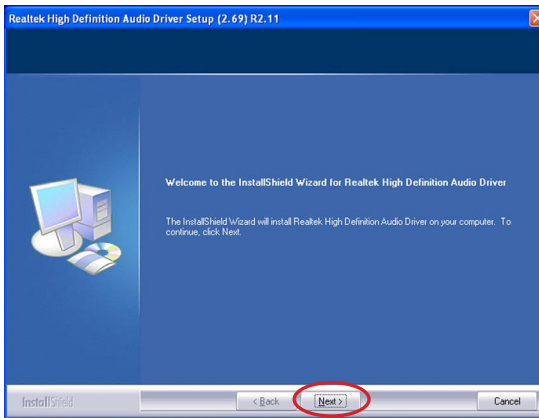 Realtek High Definition Audio Driver Setup (2.69) R2.11
Welcome to the InstallShield Wizard for Realtek High Definition Audio Driver
The InstallShield Wizard will install Realtek High Definition Audio Driver on your computer. To
continue, click Next.
InstallShield
< Back Next > Cancel